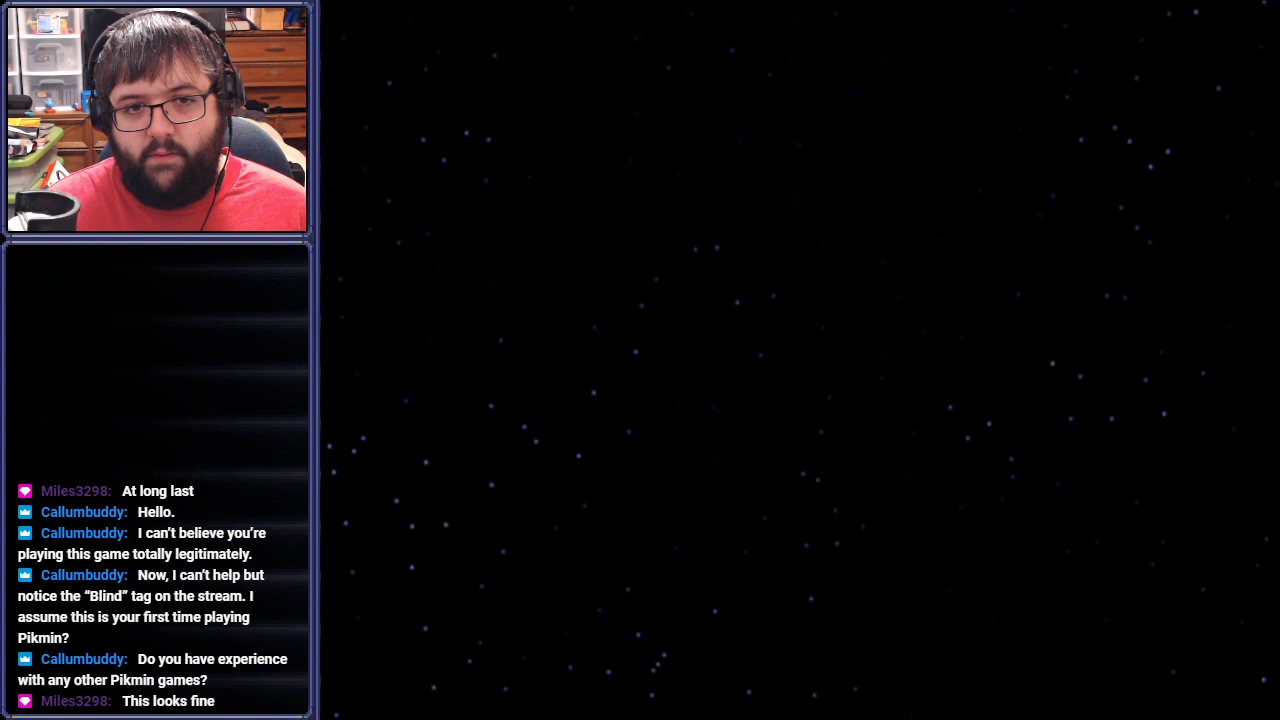 Miles3298: At long last
Callumbuddy: Hello.
Callumbuddy: I can’t believe you’re
playing this game totally legitimately.
Callumbuddy: Now, I can’t help but
notice the “Blind” tag on the stream. I
assume this is your first time playing
Pikmin?
Callumbuddy: Do you have experience
with any other Pikmin games?
Miles3298: This looks fine